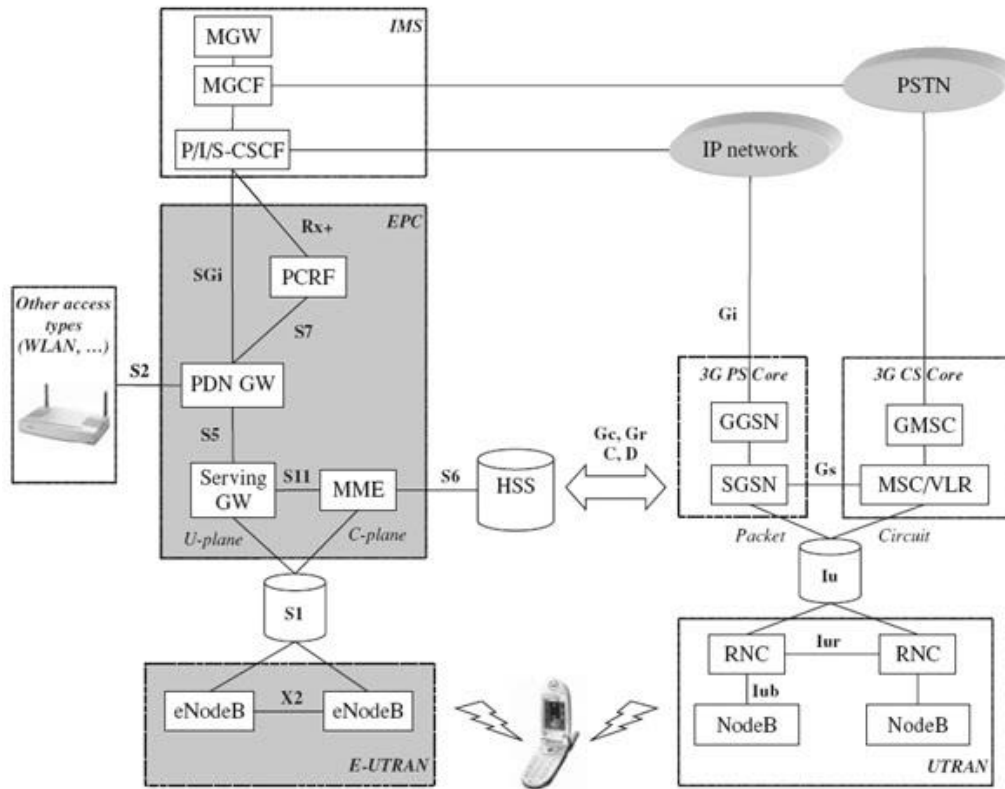 IMS
MGW
MGCF
P/I/S-CSCF
PSTN
IP network
EPC
Rx+
SGi
PCRF
S7
Other access
types
(WLAN, ...)
S2
PDN GW
S5
Serving
GW
S11
MME
S6
HSS
U-plane
C-plane
Gc, Gr
C, D
Gi
3G PS Core
3G CS Core
GGSN
GMSC
SGSN
Gs
MSC/VLR
Packet
Circuit
S1
Iu
eNodeB
X2
eNodeB
E-UTRAN
RNC
Iur
RNC
Iub
NodeB
NodeB
UTRAN